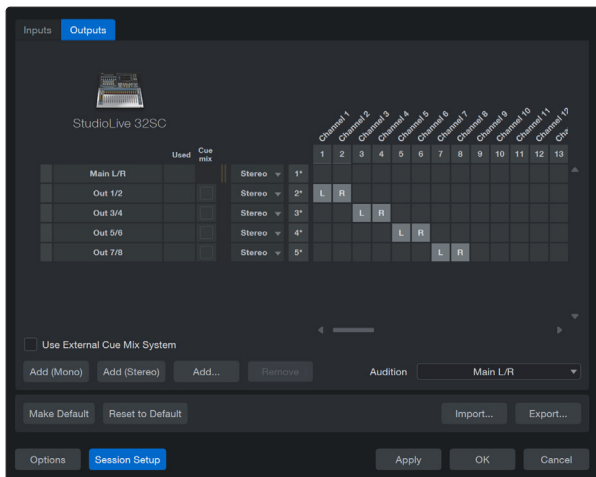 Inputs Outputs
StudioLive 32SC
Channel 1 Channel 2 Channel 3 Channel 4 Channel 5 Channel 6 Channel 7 Channel 8 Channel 9 Channel 10 Channel 11 Channel 12 Cha
Used Cue mix 1 2 3 4 5 6 7 8 9 10 11 12 13
Main L/R Stereo 1*
Out 1/2 Stereo 2* L R
Out 3/4 Stereo 3* L R
Out 5/6 Stereo 4* L R
Out 7/8 Stereo 5* L R
Use External Cue Mix System
Add (Mono) Add (Stereo) Add... Remove Audition Main L/R
Make Default Reset to Default Import... Export...
Options Session Setup Apply OK Cancel